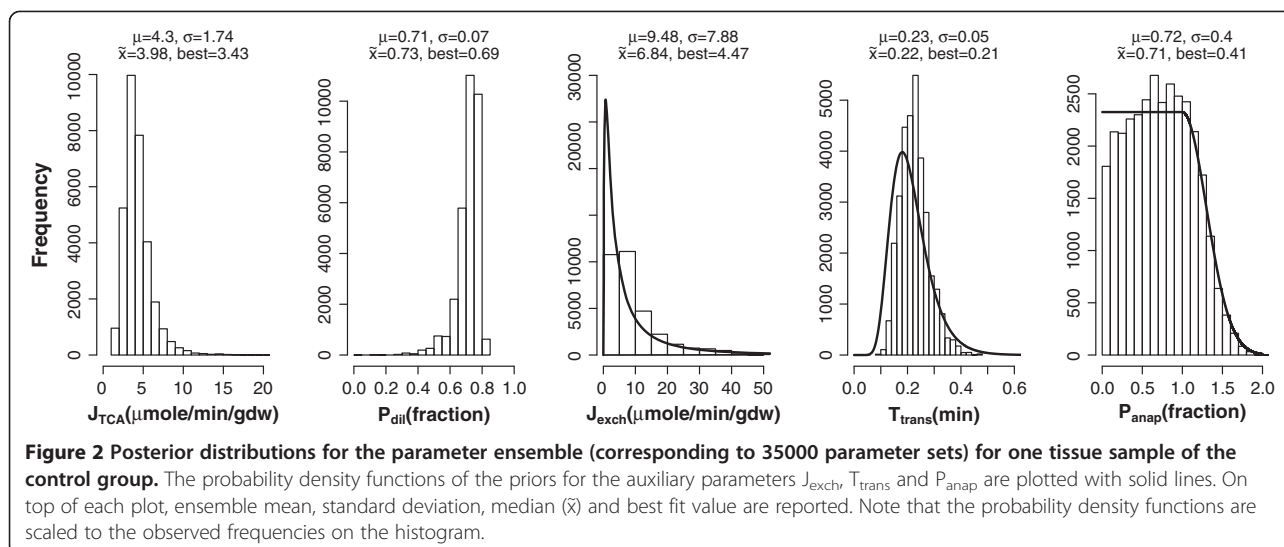 μ=4.3, σ=1.74
x̃=3.98, best=3.43
μ=0.71, σ=0.07
x̃=0.73, best=0.69
μ=9.48, σ=7.88
x̃=6.84, best=4.47
μ=0.23, σ=0.05
x̃=0.22, best=0.21
μ=0.72, σ=0.4
x̃=0.71, best=0.41
Frequency
0 2000 4000 6000 8000 10000
0 5 10 15 20
J_TCA(μmole/min/gdw)
0 2000 4000 6000 8000 10000
0.0 0.2 0.4 0.6 0.8 1.0
P_dil(fraction)
0 5000 10000 20000 30000
0 10 20 30 40 50
J_exch(μmole/min/gdw)
0 1000 2000 3000 4000 5000
0.0 0.2 0.4 0.6
T_trans(min)
0 500 1000 1500 2000 2500
0.0 0.5 1.0 1.5 2.0
P_anap(fraction)
Figure 2 Posterior distributions for the parameter ensemble (corresponding to 35000 parameter sets) for one tissue sample of the
control group. The probability density functions of the priors for the auxiliary parameters J_exch, T_trans and P_anap are plotted with solid lines. On
top of each plot, ensemble mean, standard deviation, median (x̃) and best fit value are reported. Note that the probability density functions are
scaled to the observed frequencies on the histogram.